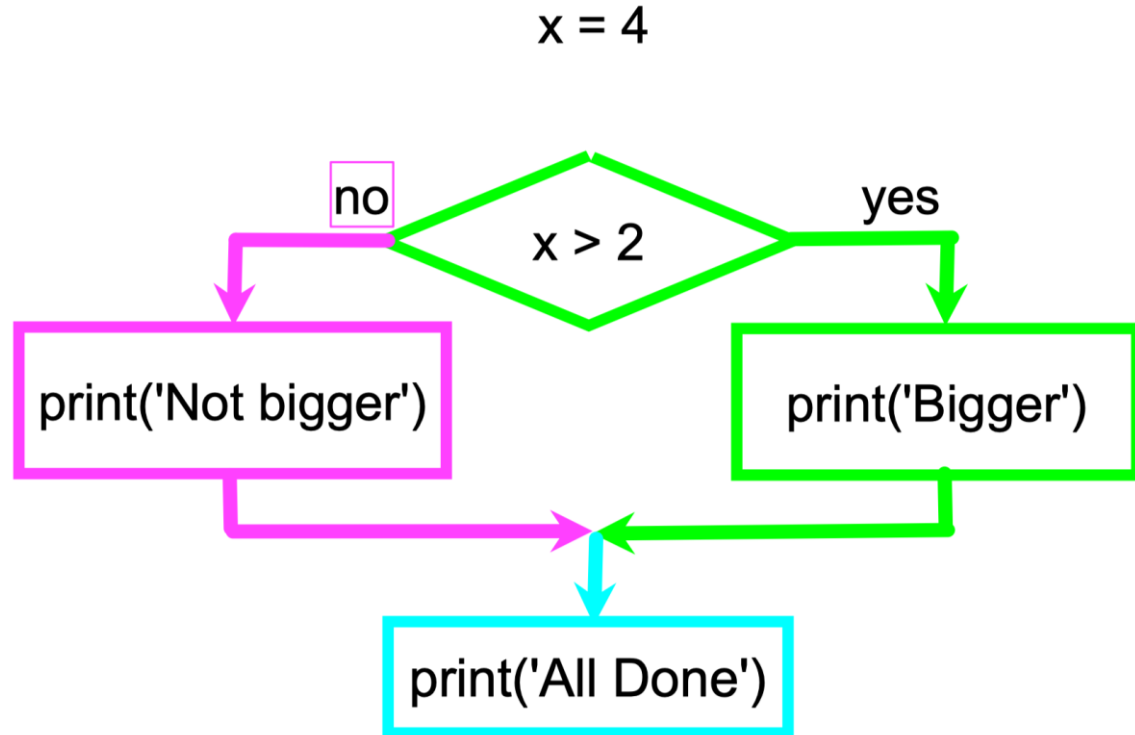 x = 4
no
yes
x > 2
print('Not bigger')
print('Bigger')
print('All Done')